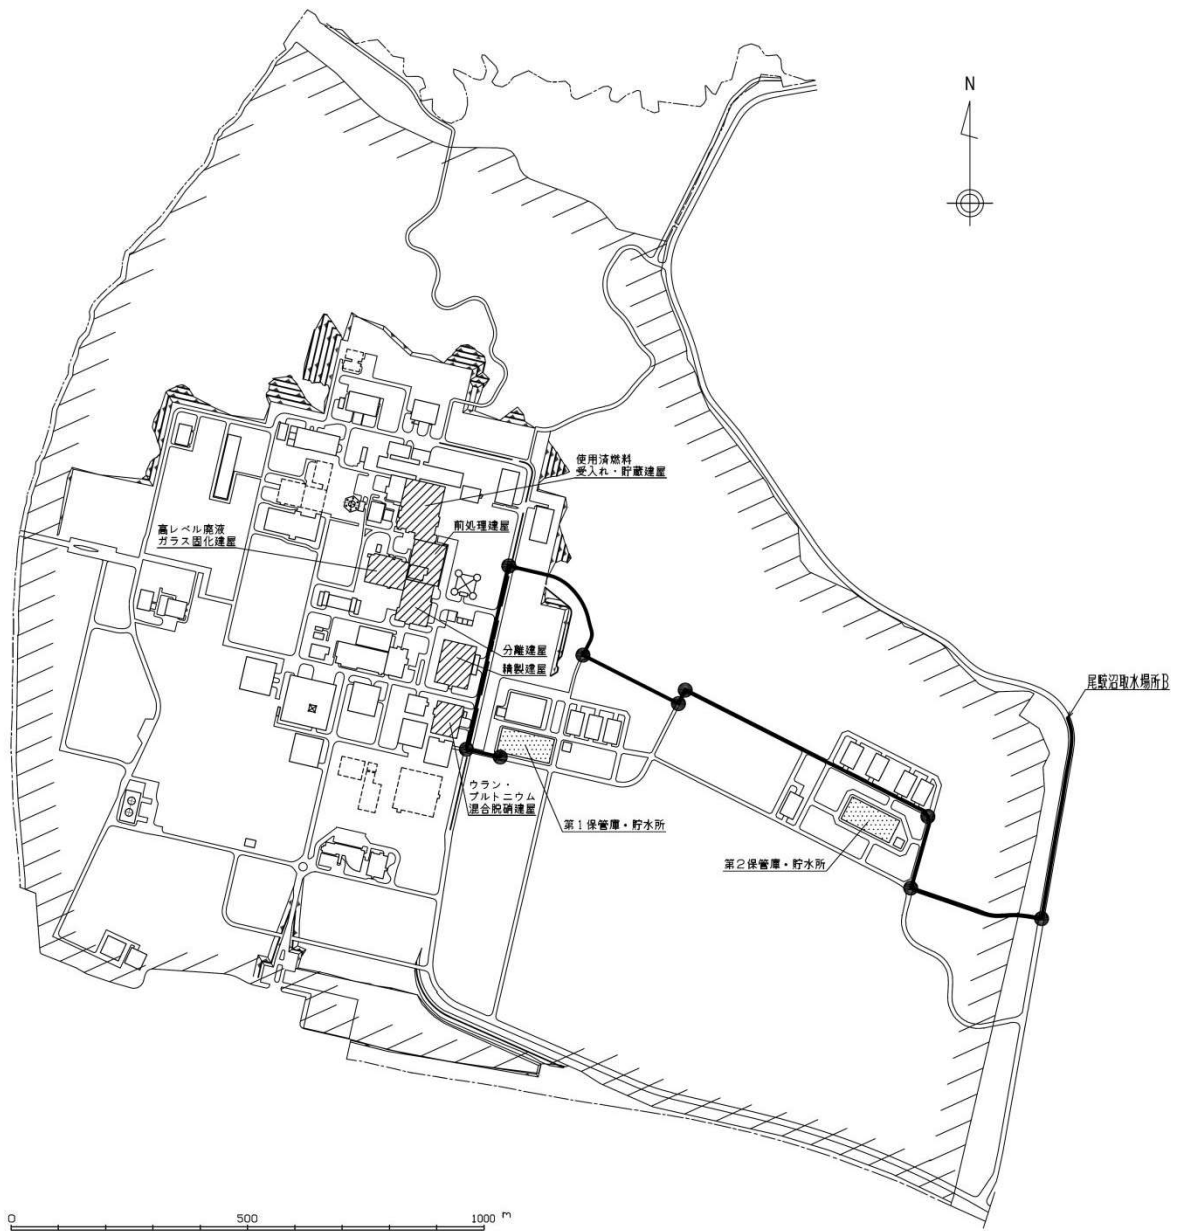 N
使用済燃料
受入れ・貯蔵建屋
高レベル廃液
ガラス固化建屋
前処理建屋
分離建屋
精製建屋
尾駮沼取水場所B
ウラン・
プルトニウム
混合脱硝建屋
第1保管庫・貯水所
第2保管庫・貯水所
0 500 1000 m